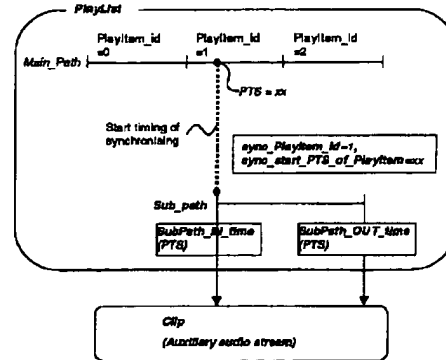 PlayList
PlayItem_id =0
PlayItem_id =1
PlayItem_id =2
Main_Path
PTS = xx
Start timing of synchronising
sync_PlayItem_id=1,
sync_start_PTS_of_PlayItem=xx
Sub_path
SubPath_IN_time
(PTS)
SubPath_OUT_time
(PTS)
Clip
(Auxiliary audio stream)